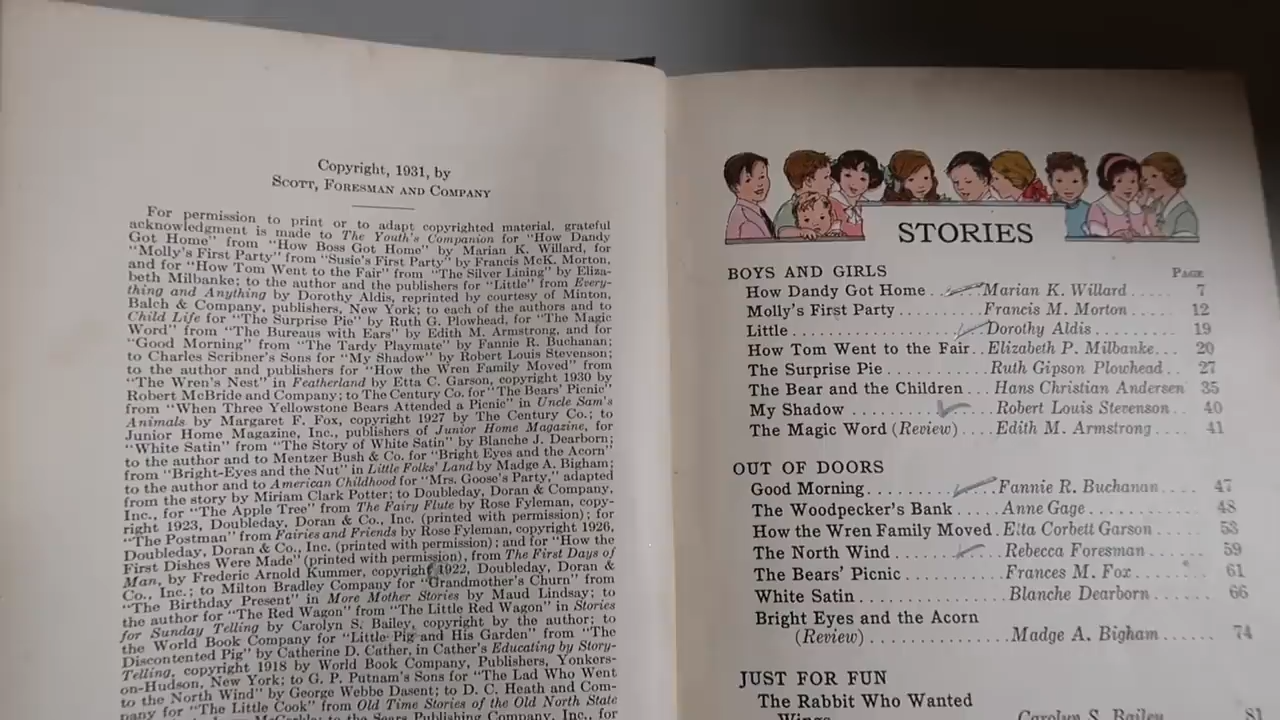 Copyright, 1931, by
SCOTT, FORESMAN AND COMPANY
For permission to print or to adapt copyrighted material, grateful
acknowledgment is made to The Youth's Companion for "How Dandy
Got Home" from "How Boss Got Home" by Marian K. Willard, for
"Molly's First Party" from "Susie's First Party" by Francis McK. Morton,
and for "How Tom Went to the Fair" from "The Silver Lining" by Eliza-
beth Milbanke; to the author and the publishers for "Little" from Every-
thing and Anything by Dorothy Aldis, reprinted by courtesy of Minton,
Balch & Company, publishers, New York; to each of the authors and to
Child Life for "The Surprise Pie" by Ruth G. Plowhead, for "The Magic
Word" from "The Bureaus with Ears" by Edith M. Armstrong, and for
"Good Morning" from "The Tardy Playmate" by Fannie R. Buchanan;
to Charles Scribner's Sons for "My Shadow" by Robert Louis Stevenson;
to the author and publishers for "How the Wren Family Moved" from
"The Wren's Nest" in Featherland by Etta C. Garson, copyright 1930 by
Robert McBride and Company; to The Century Co. for "The Bears' Picnic"
from "When Three Yellowstone Bears Attended a Picnic" in Uncle Sam's
Animals by Margaret F. Fox, copyright 1927 by The Century Co.; to
Junior Home Magazine, Inc., publishers of Junior Home Magazine, for
"White Satin" from "The Story of White Satin" by Blanche J. Dearborn;
to the author and to Mentzer Bush & Co. for "Bright Eyes and the Acorn"
from "Bright-Eyes and the Nut" in Little Folks' Land by Madge A. Bigham;
to the author and to American Childhood for "Mrs. Goose's Party," adapted
from the story by Miriam Clark Potter; to Doubleday, Doran & Company,
Inc., for "The Apple Tree" from The Fairy Flute by Rose Fyleman, copy-
right 1923, Doubleday, Doran & Co., Inc. (printed with permission); for
"The Postman" from Fairies and Friends by Rose Fyleman, copyright 1926,
Doubleday, Doran & Co., Inc. (printed with permission); and for "How the
First Dishes Were Made" (printed with permission), from The First Days of
Man, by Frederic Arnold Kummer, copyright 1922, Doubleday, Doran &
Co., Inc.; to Milton Bradley Company for "Grandmother's Churn" from
"The Birthday Present" in More Mother Stories by Maud Lindsay; to
the author for "The Red Wagon" from "The Little Red Wagon" in Stories
for Sunday Telling by Carolyn S. Bailey, copyright by the author; to
the World Book Company for "Little Pig and His Garden" from "The
Discontented Pig" by Catherine D. Cather, in Cather's Educating by Story-
Telling, copyright 1918 by World Book Company, Publishers, Yonkers-
on-Hudson, New York; to G. P. Putnam's Sons for "The Lad Who Went
to the North Wind" by George Webbe Dasent; to D. C. Heath and Com-
pany for "The Little Cook" from Old Time Stories of the Old North State
to the Sears Publishing Company, Inc., for
STORIES
BOYS AND GIRLS PAGE
How Dandy Got Home .. Marian K. Willard ..... 7
Molly's First Party .......... Francis M. Morton ..... 12
Little .................... Dorothy Aldis ......... 19
How Tom Went to the Fair .. Elizabeth P. Milbanke ... 20
The Surprise Pie ............ Ruth Gipson Plowhead .. 27
The Bear and the Children ... Hans Christian Andersen 35
My Shadow .......... Robert Louis Stevenson .. 40
The Magic Word (Review) .... Edith M. Armstrong .... 41
OUT OF DOORS
Good Morning .......... Fannie R. Buchanan .... 47
The Woodpecker's Bank ... Anne Gage .......... 48
How the Wren Family Moved . Etta Corbett Garson .... 53
The North Wind .......... Rebecca Foresman ...... 59
The Bears' Picnic ........... Frances M. Fox ........ 61
White Satin ................ Blanche Dearborn ...... 66
Bright Eyes and the Acorn
(Review) ................ Madge A. Bigham ...... 74
JUST FOR FUN
The Rabbit Who Wanted
Wings Carolyn S. Bailey 81